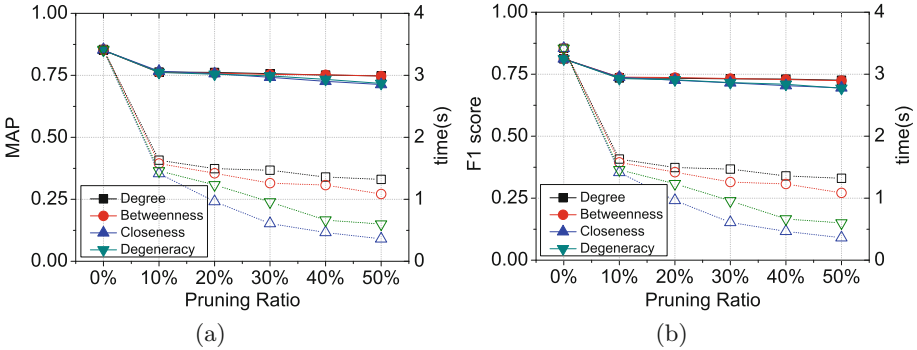 1.00
0.75
0.50
0.25
0.00
MAP
4
3
2
1
0
time(s)
Degree
Betweenness
Closeness
Degeneracy
0% 10% 20% 30% 40% 50%
Pruning Ratio
(a)
1.00
0.75
0.50
0.25
0.00
F1 score
4
3
2
1
0
time(s)
Degree
Betweenness
Closeness
Degeneracy
0% 10% 20% 30% 40% 50%
Pruning Ratio
(b)